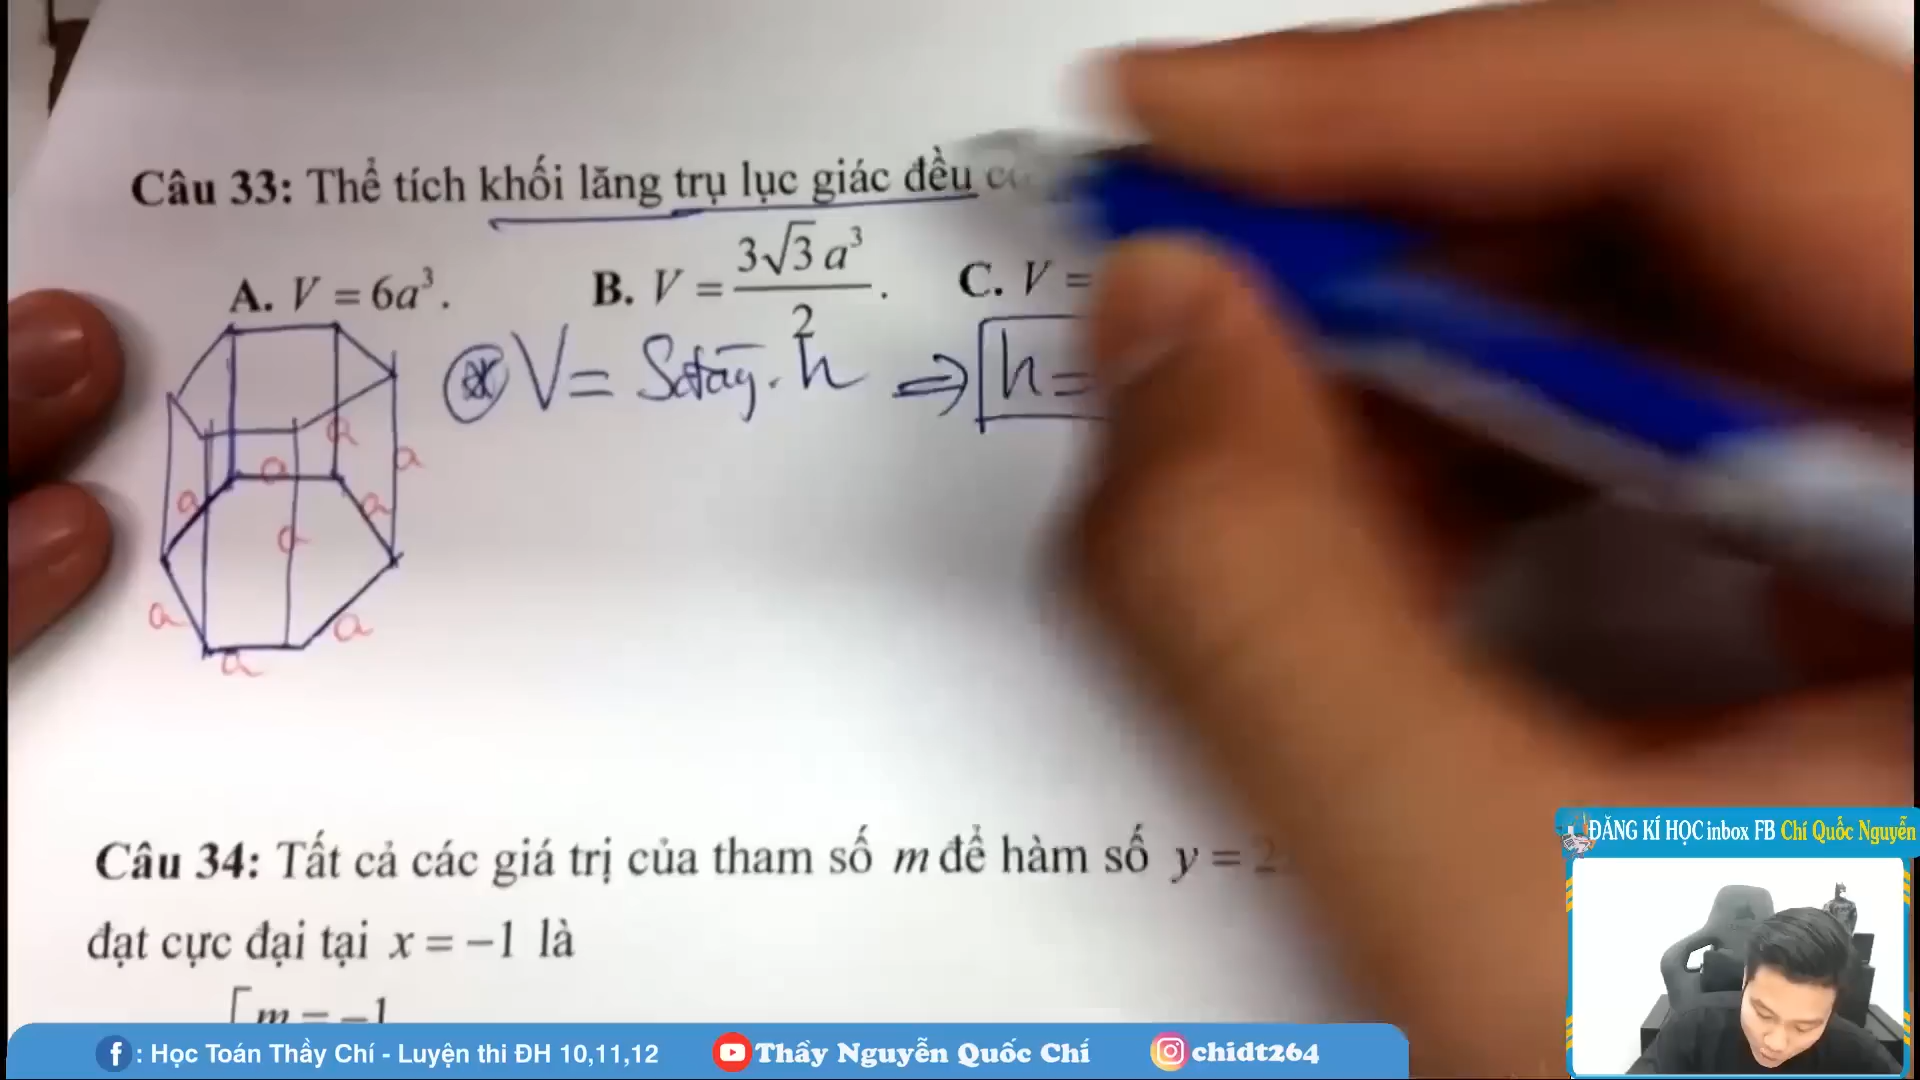 Câu 33: Thể tích khối lăng trụ lục giác đều
A. V = 6a³. B. V = 3√3 a³ / 2 . C. V =
⊛ V = Sđáy . h ⇒ h =
a
a
a
a
a
a
a
a
a
Câu 34: Tất cả các giá trị của tham số m để hàm số y = 2
đạt cực đại tại x = −1 là
[ m = −1
ĐĂNG KÍ HỌC inbox FB Chí Quốc Nguyễn
: Học Toán Thầy Chí - Luyện thi ĐH 10,11,12
Thầy Nguyễn Quốc Chí
chidt264